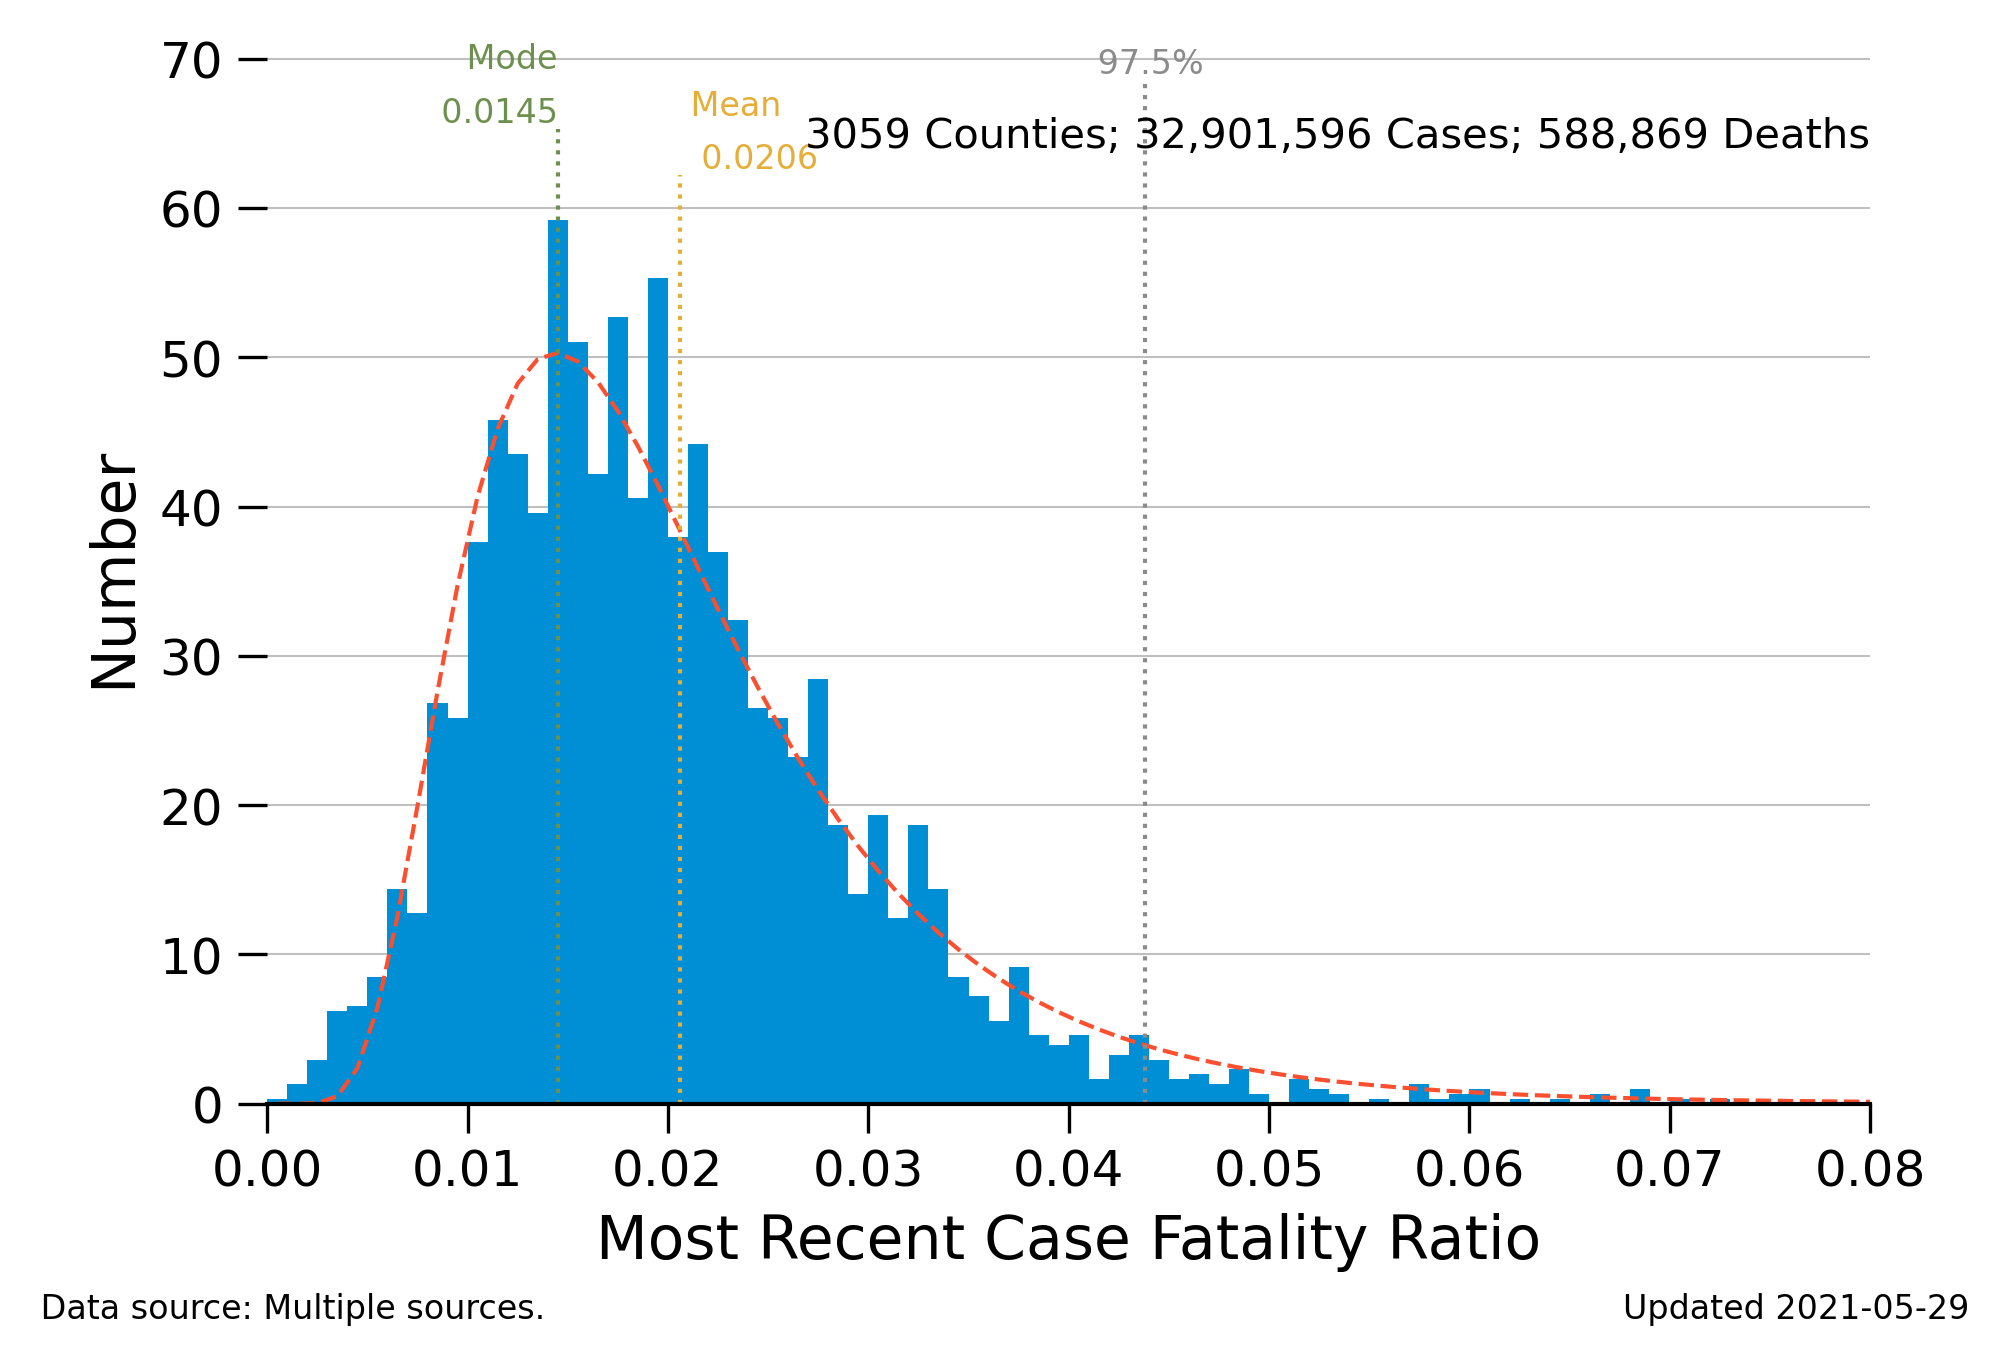 Mode
0.0145
Mean
0.0206
97.5%
3059 Counties; 32,901,596 Cases; 588,869 Deaths
70
60
50
40
30
20
10
0
Number
0.00 0.01 0.02 0.03 0.04 0.05 0.06 0.07 0.08
Most Recent Case Fatality Ratio
Data source: Multiple sources.
Updated 2021-05-29